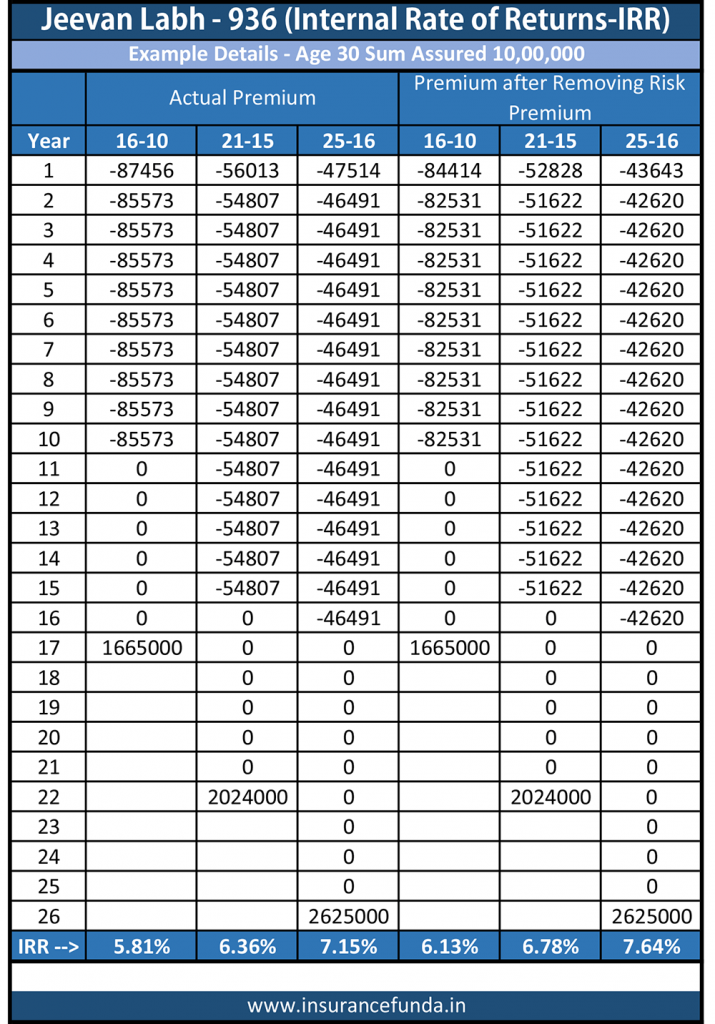 Jeevan Labh - 936 (Internal Rate of Returns-IRR)
Example Details - Age 30 Sum Assured 10,00,000
Actual Premium Premium after Removing Risk Premium
Year 16-10 21-15 25-16 16-10 21-15 25-16
1 -87456 -56013 -47514 -84414 -52828 -43643
2 -85573 -54807 -46491 -82531 -51622 -42620
3 -85573 -54807 -46491 -82531 -51622 -42620
4 -85573 -54807 -46491 -82531 -51622 -42620
5 -85573 -54807 -46491 -82531 -51622 -42620
6 -85573 -54807 -46491 -82531 -51622 -42620
7 -85573 -54807 -46491 -82531 -51622 -42620
8 -85573 -54807 -46491 -82531 -51622 -42620
9 -85573 -54807 -46491 -82531 -51622 -42620
10 -85573 -54807 -46491 -82531 -51622 -42620
11 0 -54807 -46491 0 -51622 -42620
12 0 -54807 -46491 0 -51622 -42620
13 0 -54807 -46491 0 -51622 -42620
14 0 -54807 -46491 0 -51622 -42620
15 0 -54807 -46491 0 -51622 -42620
16 0 0 -46491 0 0 -42620
17 1665000 0 0 1665000 0 0
18 0 0 0 0
19 0 0 0 0
20 0 0 0 0
21 0 0 0 0
22 2024000 0 2024000 0
23 0 0
24 0 0
25 0 0
26 2625000 2625000
IRR --> 5.81% 6.36% 7.15% 6.13% 6.78% 7.64%
www.insurancefunda.in